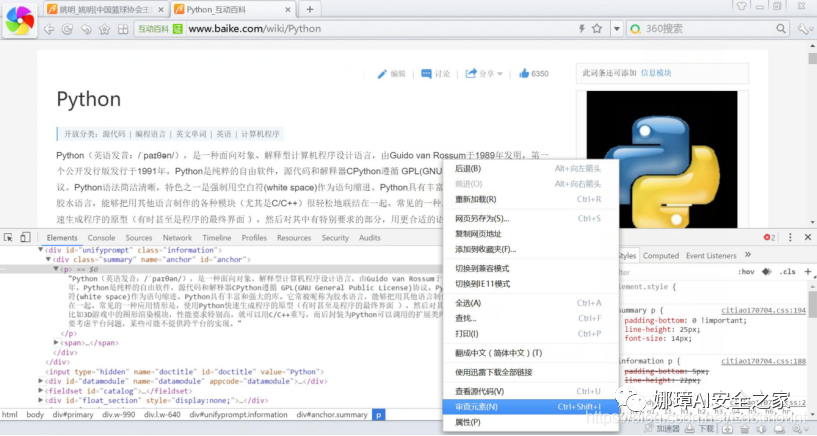 姚明_姚明[中国篮球协会主
Python_互动百科
互动百科 证 www.baike.com/wiki/Python
360搜索
编辑 讨论 分享 6350
此词条还可添加 信息模块
Python
开放分类：源代码 | 编程语言 | 英文单词 | 英语 | 计算机程序
Python（英语发音：/ˈpaɪθən/），是一种面向对象、解释型计算机程序设计语言，由Guido van Rossum于1989年发明，第一
个公开发行版发行于1991年。Python是纯粹的自由软件，源代码和解释器CPython遵循 GPL(GNU
议。Python语法简洁清晰，特色之一是强制用空白符(white space)作为语句缩进。Python具有丰富
胶水语言，能够把用其他语言制作的各种模块（尤其是C/C++）很轻松地联结在一起。常见的一种
速生成程序的原型（有时甚至是程序的最终界面），然后对其中有特别要求的部分，用更合适的语
后退(B) Alt+向左箭头
前进(O) Alt+向右箭头
重新加载(R) Ctrl+R
网页另存为(S)... Ctrl+S
复制网页地址
添加到收藏夹(F)...
切换到兼容模式
切换到IE11模式
全选(A) Ctrl+A
查找... Ctrl+F
打印(I) Ctrl+P
翻成中文（简体中文）(T)
使用迅雷下载全部链接
查看源代码(V) Ctrl+U
审查元素(N) Ctrl+Shift+I
属性(P)
Elements Console Sources Network Timeline Profiles Resources Security Audits
2
<div id="unifyprompt" class="information">
<div class="summary" name="anchor" id="anchor">
<p> == $0
"Python（英语发音：/ˈpaɪθən/），是一种面向对象、解释型计算机程序设计语言，由Guido van Rossum于
年。Python是纯粹的自由软件，源代码和解释器CPython遵循 GPL(GNU General Public License)协议。Py
符(white space)作为语句缩进。Python具有丰富和强大的库。它常被昵称为胶水语言，能够把用其他语言制
在一起。常见的一种应用情形是，使用Python快速生成程序的原型（有时甚至是程序的最终界面），然后对其
比如3D游戏中的图形渲染模块，性能要求特别高，就可以用C/C++重写，而后封装为Python可以调用的扩展类
要考虑平台问题，某些可能不提供跨平台的实现。"
</p>
<span>…</span>
</div>
</div>
<input type="hidden" name="doctitle" id="doctitle" value="Python">
<div id="datamodule" name="datamodule" appcode="datamodule">…</div>
<fieldset id="catalog">…</fieldset>
<div id="float_section" style="display:none;">…</div>
html body div#primary div.w-990 div.l.w-640 div#unifyprompt.information div#anchor.summary p
Styles Computed Event Listeners »
:hov .cls +
element.style {
summary p { citiao170704.css:194
padding-bottom: 0 !important;
line-height: 25px;
font-size: 14px;
information p { citiao170704.css:188
padding-bottom: 5px;
line-height: 22px;
娜璋AI安全之家
加速器 下载